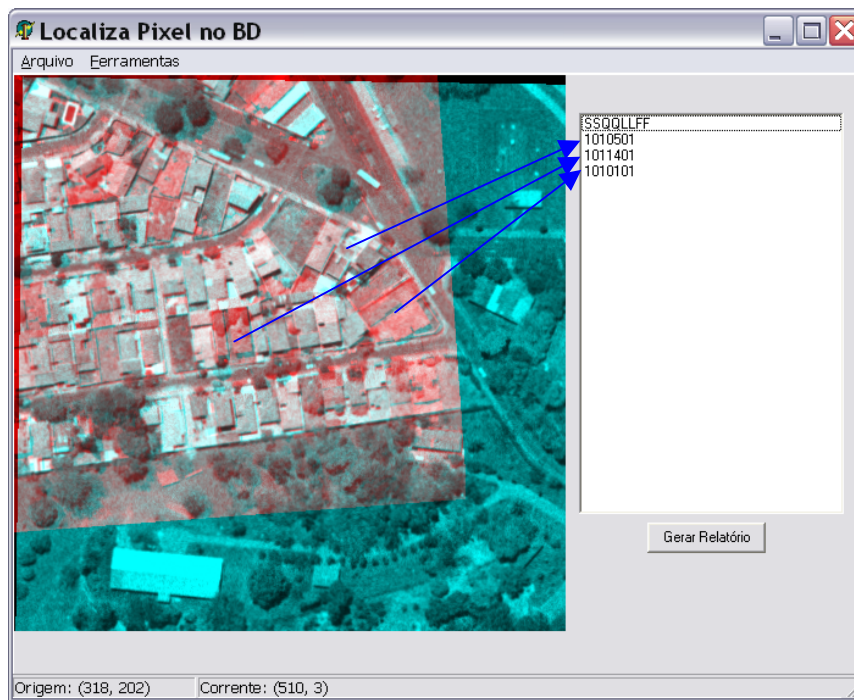 Localiza Pixel no BD
Arquivo Ferramentas
SSQQLLFF
1010501
1011401
1010101
Gerar Relatório
Origem: (318, 202) Corrente: (510, 3)